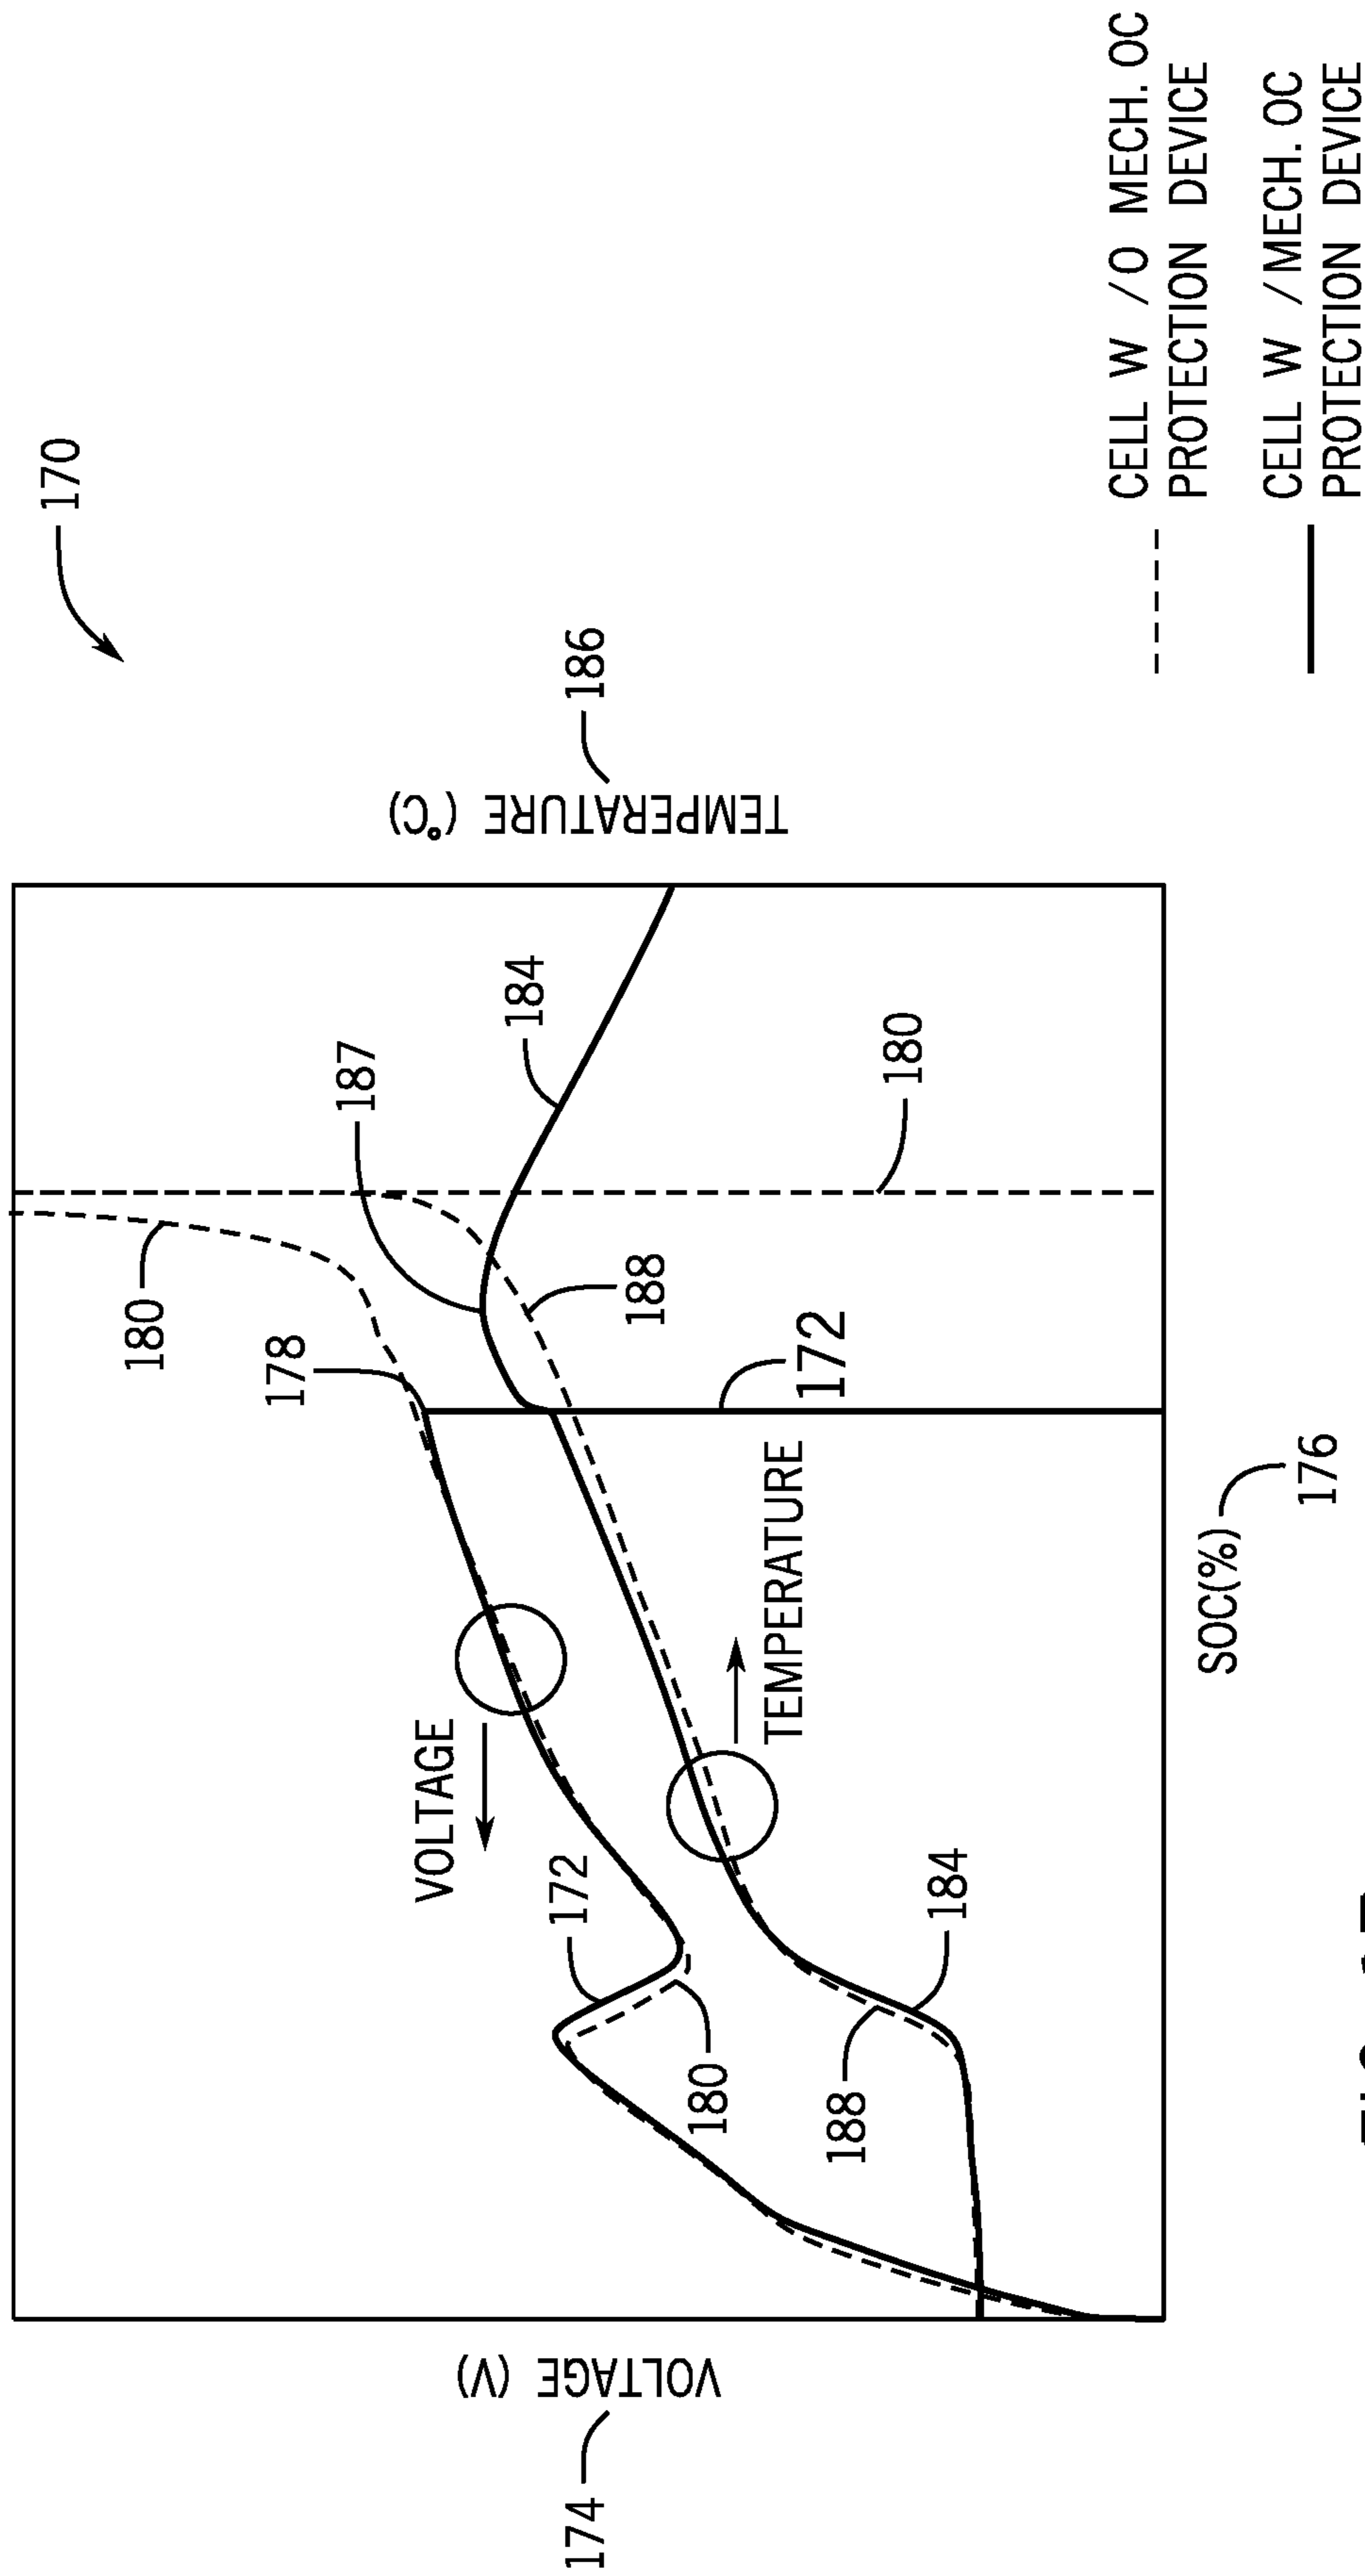 170
180
178
187
VOLTAGE
184
172
174
VOLTAGE (V)
TEMPERATURE (°C)
186
188
180
TEMPERATURE
172
188
180
184
SOC(%)
176
CELL W /O MECH. OC
PROTECTION DEVICE
CELL W /MECH. OC
PROTECTION DEVICE